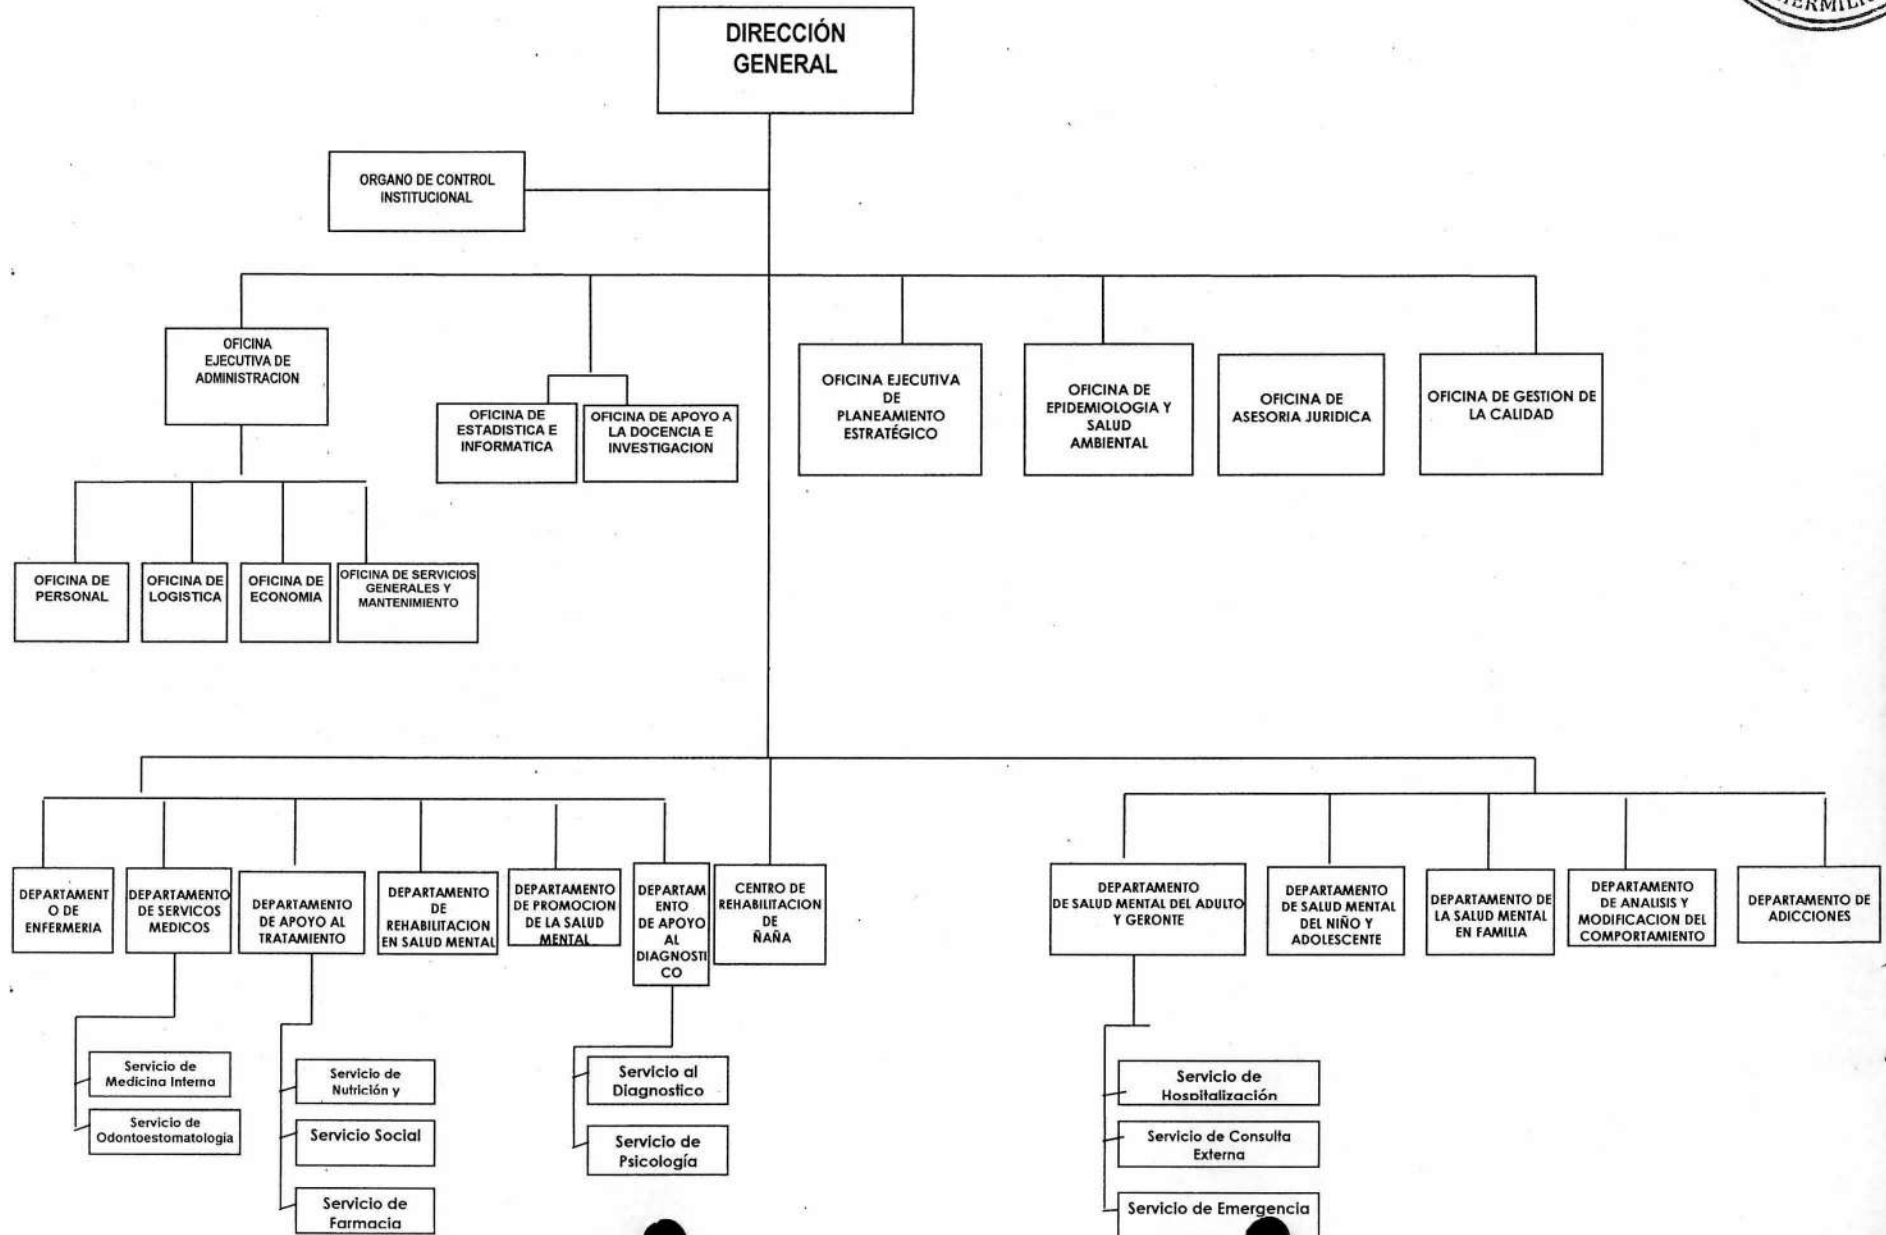 DIRECCIÓN
GENERAL
ORGANO DE CONTROL
INSTITUCIONAL
OFICINA
EJECUTIVA DE
ADMINISTRACION
OFICINA DE
ESTADISTICA E
INFORMATICA
OFICINA DE APOYO A
LA DOCENCIA E
INVESTIGACION
OFICINA EJECUTIVA
DE
PLANEAMIENTO
ESTRATÉGICO
OFICINA DE
EPIDEMIOLOGIA Y
SALUD
AMBIENTAL
OFICINA DE
ASESORIA JURIDICA
OFICINA DE GESTION DE
LA CALIDAD
OFICINA DE
PERSONAL
OFICINA DE
LOGISTICA
OFICINA DE
ECONOMIA
OFICINA DE SERVICIOS
GENERALES Y
MANTENIMIENTO
DEPARTAMENT
O DE
ENFERMERIA
DEPARTAMENTO
DE SERVICOS
MEDICOS
DEPARTAMENTO
DE APOYO AL
TRATAMIENTO
DEPARTAMENTO
DE
REHABILITACION
EN SALUD MENTAL
DEPARTAMENTO
DE PROMOCION
DE LA SALUD
MENTAL
DEPARTAM
ENTO
DE APOYO
AL
DIAGNOSTI
CO
CENTRO DE
REHABILITACION
DE
ÑAÑA
DEPARTAMENTO
DE SALUD MENTAL DEL ADULTO
Y GERONTE
DEPARTAMENTO
DE SALUD MENTAL
DEL NIÑO Y
ADOLESCENTE
DEPARTAMENTO DE
LA SALUD MENTAL
EN FAMILIA
DEPARTAMENTO
DE ANALISIS Y
MODIFICACION DEL
COMPORTAMIENTO
DEPARTAMENTO DE
ADICCIONES
Servicio de
Medicina Interna
Servicio de
Odontoestomatologia
Servicio de
Nutrición y
Servicio Social
Servicio de
Farmacia
Servicio al
Diagnostico
Servicio de
Psicología
Servicio de
Hospitalización
Servicio de Consulta
Externa
Servicio de Emergencia